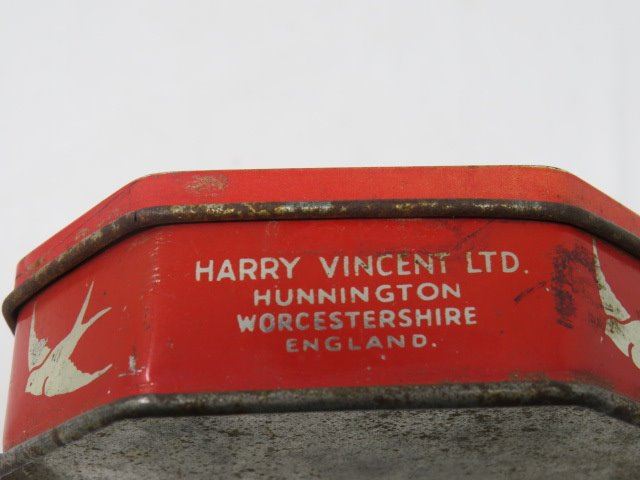 HARRY VINCENT LTD.
HUNNINGTON
WORCESTERSHIRE
ENGLAND.